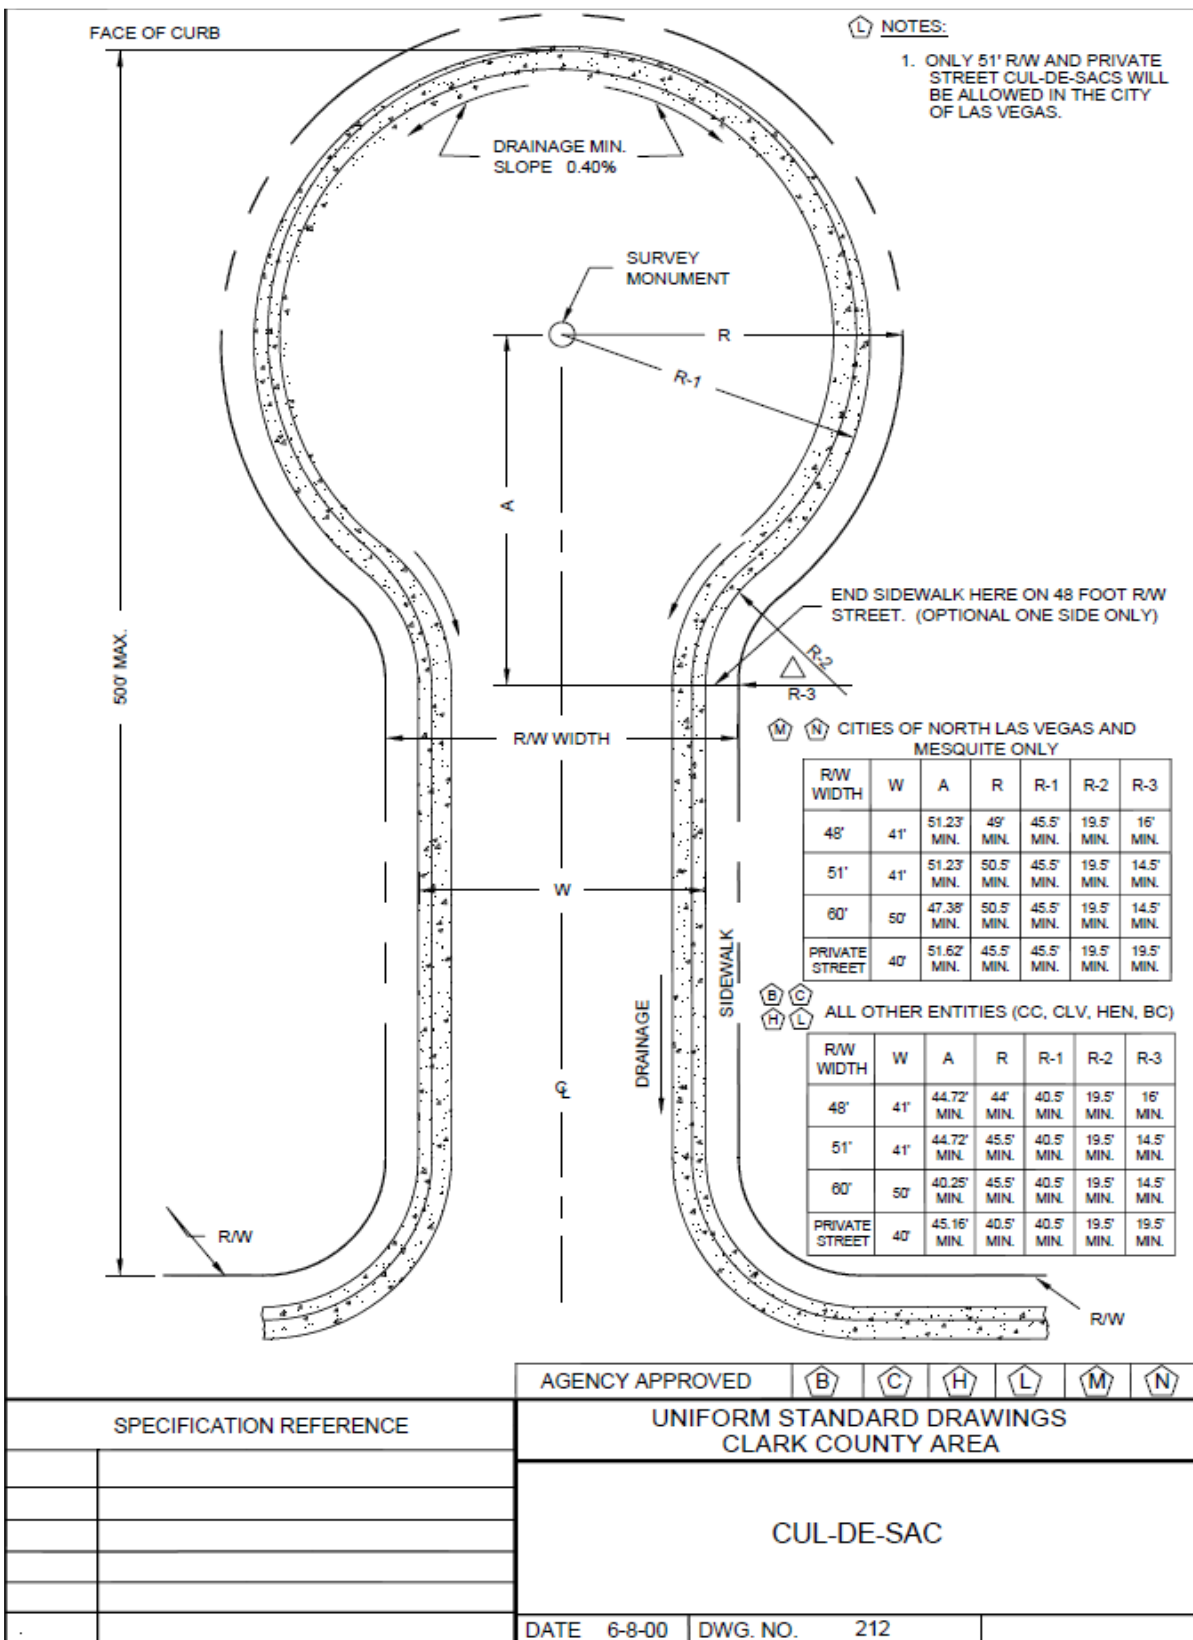 FACE OF CURB
L NOTES:
1. ONLY 51' R/W AND PRIVATE
STREET CUL-DE-SACS WILL
BE ALLOWED IN THE CITY
OF LAS VEGAS.
DRAINAGE MIN.
SLOPE 0.40%
SURVEY
MONUMENT
R
R-1
A
500' MAX.
END SIDEWALK HERE ON 48 FOOT R/W
STREET. (OPTIONAL ONE SIDE ONLY)
R-2
R-3
R/W WIDTH
M N CITIES OF NORTH LAS VEGAS AND
MESQUITE ONLY
R/W WIDTH W A R R-1 R-2 R-3
48' 41' 51.23' MIN. 49' MIN. 45.5' MIN. 19.5' MIN. 16' MIN.
51' 41' 51.23' MIN. 50.5' MIN. 45.5' MIN. 19.5' MIN. 14.5' MIN.
60' 50' 47.38' MIN. 50.5' MIN. 45.5' MIN. 19.5' MIN. 14.5' MIN.
PRIVATE STREET 40' 51.62' MIN. 45.5' MIN. 45.5' MIN. 19.5' MIN. 19.5' MIN.
W
SIDEWALK
DRAINAGE
B C
H L ALL OTHER ENTITIES (CC, CLV, HEN, BC)
R/W WIDTH W A R R-1 R-2 R-3
48' 41' 44.72' MIN. 44' MIN. 40.5' MIN. 19.5' MIN. 16' MIN.
51' 41' 44.72' MIN. 45.5' MIN. 40.5' MIN. 19.5' MIN. 14.5' MIN.
60' 50' 40.25' MIN. 45.5' MIN. 40.5' MIN. 19.5' MIN. 14.5' MIN.
PRIVATE STREET 40' 45.16' MIN. 40.5' MIN. 40.5' MIN. 19.5' MIN. 19.5' MIN.
℄
R/W
R/W
AGENCY APPROVED B C H L M N
SPECIFICATION REFERENCE
UNIFORM STANDARD DRAWINGS
CLARK COUNTY AREA
CUL-DE-SAC
DATE 6-8-00 DWG. NO. 212